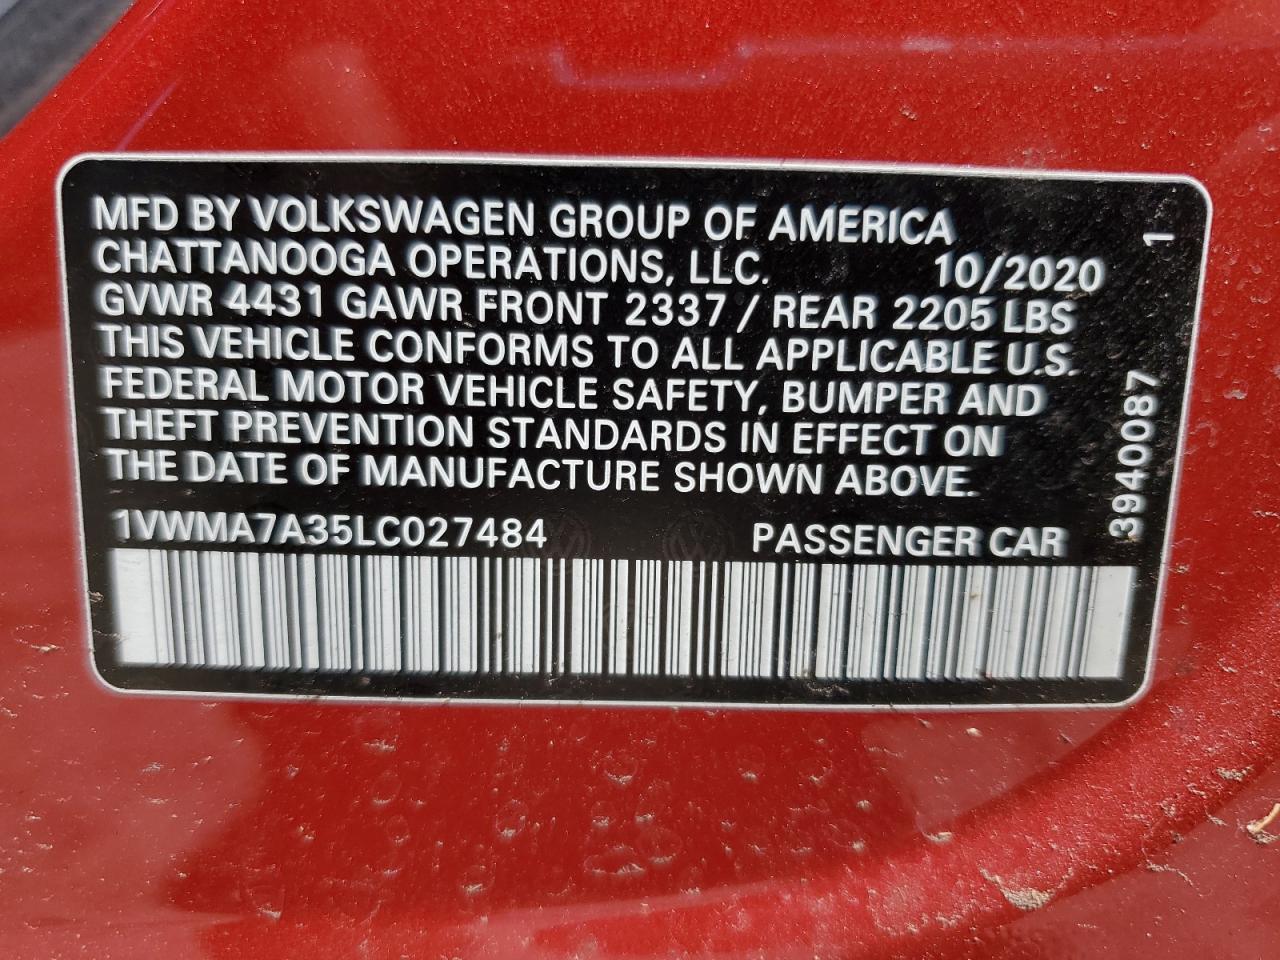 MFD BY VOLKSWAGEN GROUP OF AMERICA
CHATTANOOGA OPERATIONS, LLC. 10/2020
GVWR 4431 GAWR FRONT 2337 / REAR 2205 LBS
THIS VEHICLE CONFORMS TO ALL APPLICABLE U.S.
FEDERAL MOTOR VEHICLE SAFETY, BUMPER AND
THEFT PREVENTION STANDARDS IN EFFECT ON
THE DATE OF MANUFACTURE SHOWN ABOVE.
1VWMA7A35LC027484 PASSENGER CAR
3940087 1